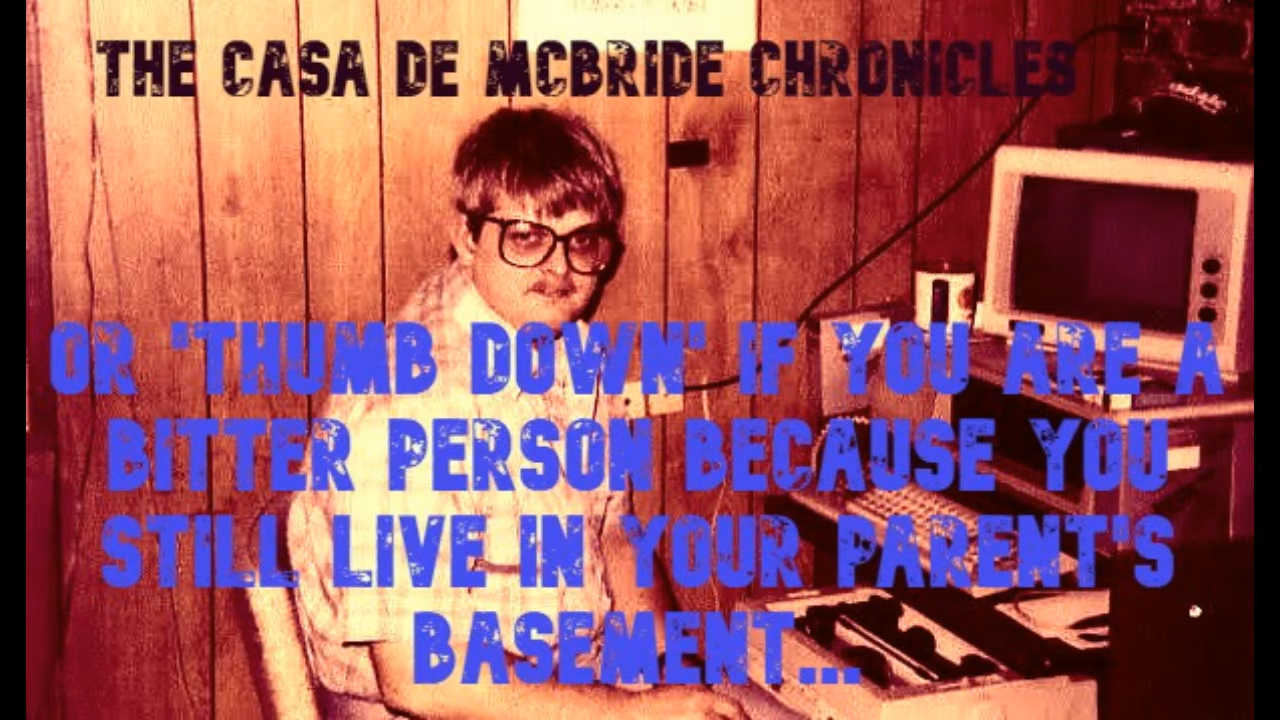 THE CASA DE MCBRIDE CHRONICLES
OR 'THUMB DOWN' IF YOU ARE A
BITTER PERSON BECAUSE YOU
STILL LIVE IN YOUR PARENT'S
BASEMENT...